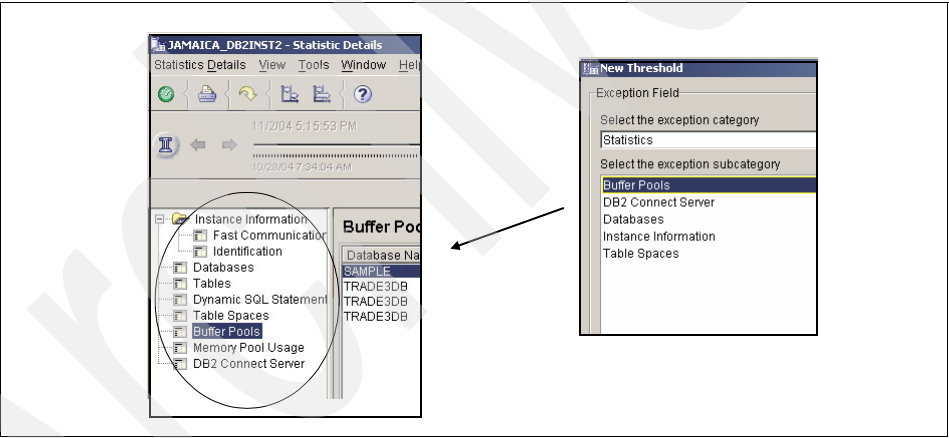 JAMAICA_DB2INST2 - Statistic Details
Statistics Details View Tools Window Help
11/2/04 5:15:53 PM
10/28/04 7:34:04 AM
Instance Information
Fast Communication
Identification
Databases
Tables
Dynamic SQL Statement
Table Spaces
Buffer Pools
Memory Pool Usage
DB2 Connect Server
Buffer Poo
Database Na
SAMPLE
TRADE3DB
TRADE3DB
TRADE3DB
New Threshold
Exception Field
Select the exception category
Statistics
Select the exception subcategory
Buffer Pools
DB2 Connect Server
Databases
Instance Information
Table Spaces